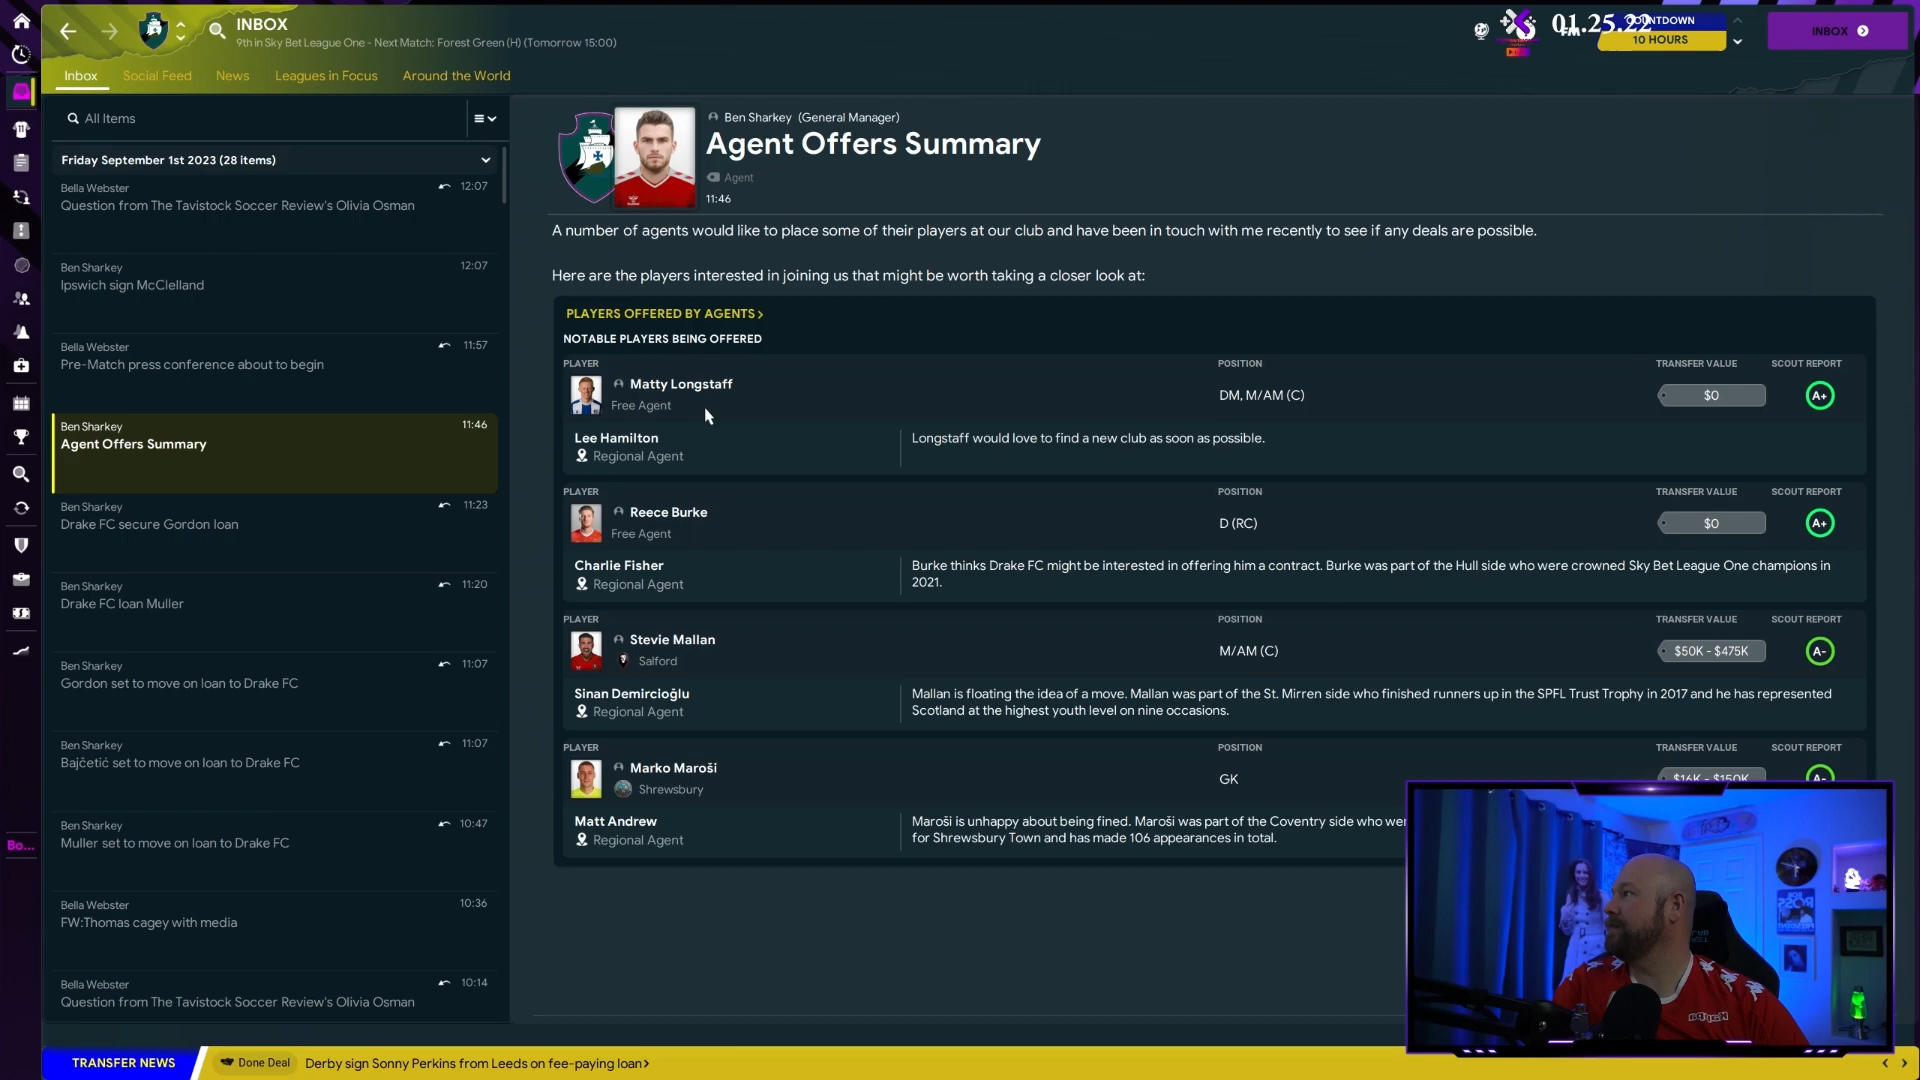 INBOX
9th in Sky Bet League One - Next Match: Forest Green (H) (Tomorrow 15:00)
01.25.22
COUNTDOWN
10 HOURS
INBOX
Inbox
Social Feed
News
Leagues in Focus
Around the World
All Items
Friday September 1st 2023 (28 items)
Bella Webster
12:07
Question from The Tavistock Soccer Review's Olivia Osman
Ben Sharkey
12:07
Ipswich sign McClelland
Bella Webster
11:57
Pre-Match press conference about to begin
Ben Sharkey
11:46
Agent Offers Summary
Ben Sharkey
11:23
Drake FC secure Gordon loan
Ben Sharkey
11:20
Drake FC loan Muller
Ben Sharkey
11:07
Gordon set to move on loan to Drake FC
Ben Sharkey
11:07
Bajčetić set to move on loan to Drake FC
Ben Sharkey
10:47
Muller set to move on loan to Drake FC
Bella Webster
10:36
FW:Thomas cagey with media
Bella Webster
10:14
Question from The Tavistock Soccer Review's Olivia Osman
Bo...
Ben Sharkey (General Manager)
Agent Offers Summary
Agent
11:46
A number of agents would like to place some of their players at our club and have been in touch with me recently to see if any deals are possible.
Here are the players interested in joining us that might be worth taking a closer look at:
PLAYERS OFFERED BY AGENTS >
NOTABLE PLAYERS BEING OFFERED
PLAYER POSITION TRANSFER VALUE SCOUT REPORT
Matty Longstaff
Free Agent
DM, M/AM (C)
$0
A+
Lee Hamilton
Regional Agent
Longstaff would love to find a new club as soon as possible.
PLAYER POSITION TRANSFER VALUE SCOUT REPORT
Reece Burke
Free Agent
D (RC)
$0
A+
Charlie Fisher
Regional Agent
Burke thinks Drake FC might be interested in offering him a contract. Burke was part of the Hull side who were crowned Sky Bet League One champions in
2021.
PLAYER POSITION TRANSFER VALUE SCOUT REPORT
Stevie Mallan
Salford
M/AM (C)
$50K - $475K
A-
Sinan Demircioğlu
Regional Agent
Mallan is floating the idea of a move. Mallan was part of the St. Mirren side who finished runners up in the SPFL Trust Trophy in 2017 and he has represented
Scotland at the highest youth level on nine occasions.
PLAYER POSITION TRANSFER VALUE SCOUT REPORT
Marko Maroši
Shrewsbury
GK
$16K - $150K
A-
Matt Andrew
Regional Agent
Maroši is unhappy about being fined. Maroši was part of the Coventry side who wer
for Shrewsbury Town and has made 106 appearances in total.
TRANSFER NEWS
Done Deal
Derby sign Sonny Perkins from Leeds on fee-paying loan>